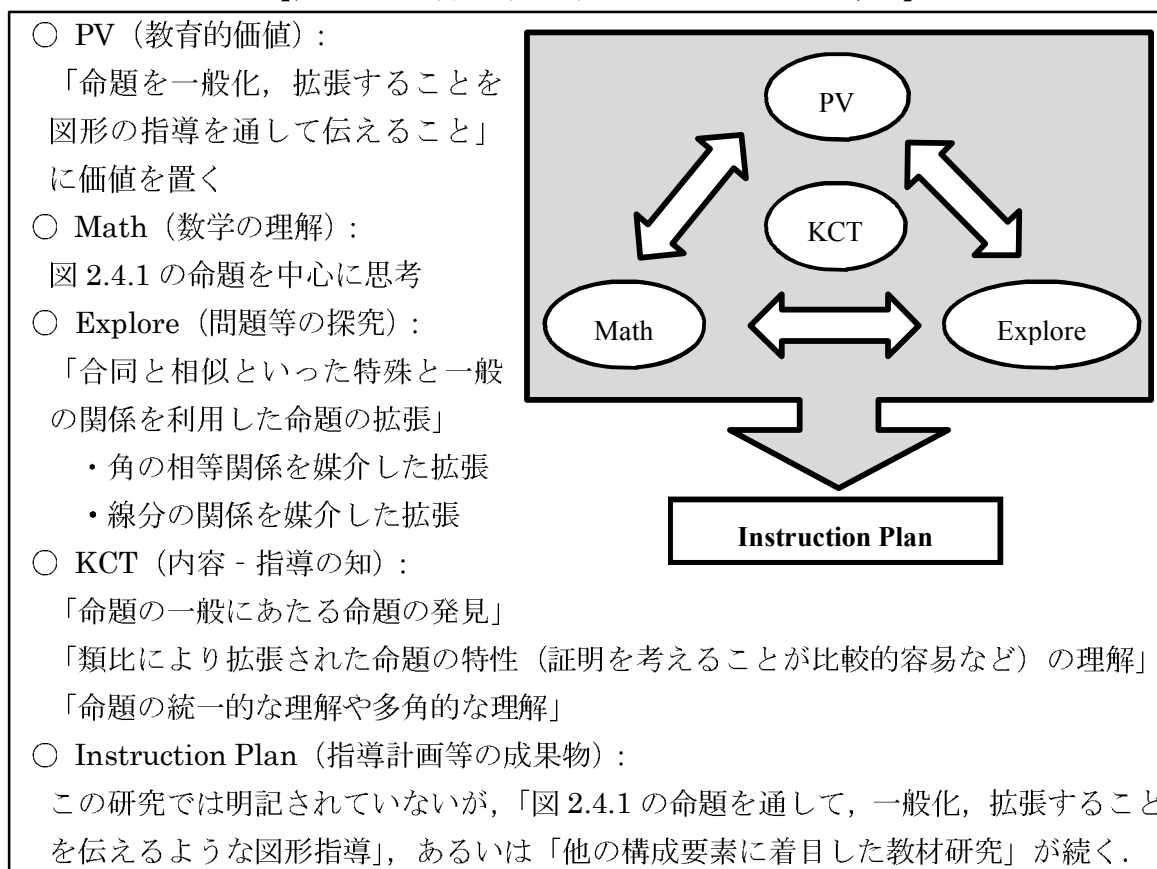 ○ PV（教育的価値）：
「命題を一般化，拡張することを
図形の指導を通して伝えること」
に価値を置く
○ Math（数学の理解）：
図 2.4.1 の命題を中心に思考
○ Explore（問題等の探究）：
「合同と相似といった特殊と一般
の関係を利用した命題の拡張」
・角の相等関係を媒介した拡張
・線分の関係を媒介した拡張
PV
KCT
Math
Explore
Instruction Plan
○ KCT（内容‐指導の知）：
「命題の一般にあたる命題の発見」
「類比により拡張された命題の特性（証明を考えることが比較的容易など）の理解」
「命題の統一的な理解や多角的な理解」
○ Instruction Plan（指導計画等の成果物）：
この研究では明記されていないが，「図 2.4.1 の命題を通して，一般化，拡張すること
を伝えるような図形指導」，あるいは「他の構成要素に着目した教材研究」が続く．